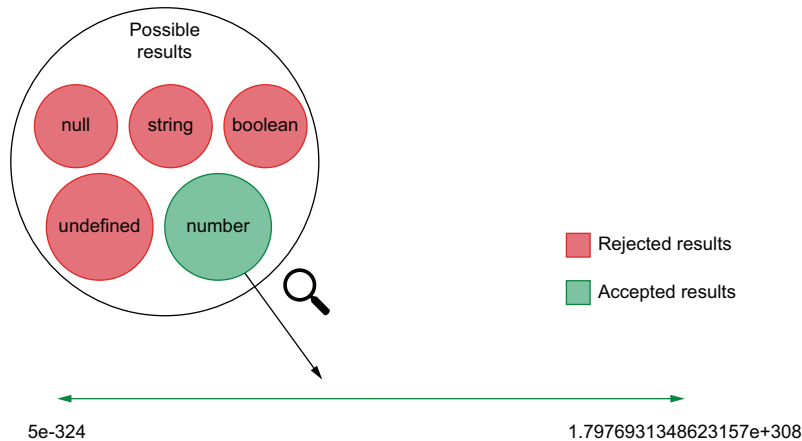 Possible
results
null
string
boolean
undefined
number
Rejected results
Accepted results
5e-324
1.7976931348623157e+308